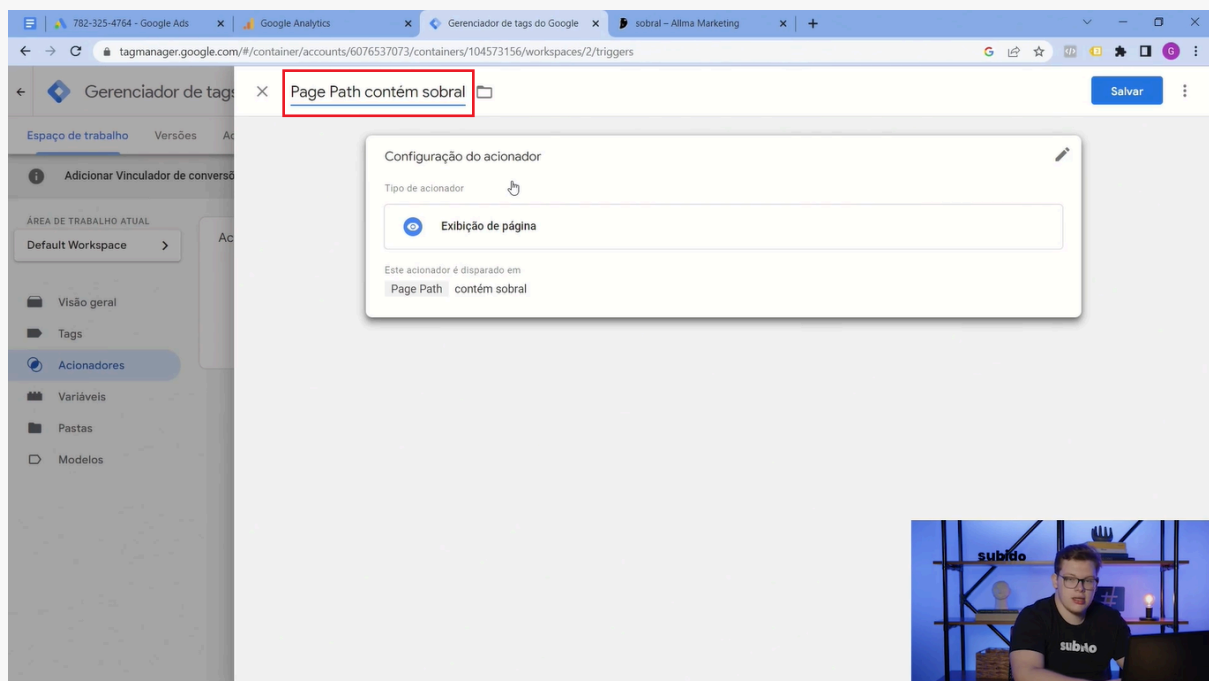 782-325-4764 - Google Ads
Google Analytics
Gerenciador de tags do Google
sobral – Allma Marketing
tagmanager.google.com/#/container/accounts/6076537073/containers/104573156/workspaces/2/triggers
Gerenciador de tags
Page Path contém sobral
Salvar
Espaço de trabalho
Versões
Ad
Adicionar Vinculador de conversõ
Configuração do acionador
Tipo de acionador
Exibição de página
Este acionador é disparado em
Page Path contém sobral
ÁREA DE TRABALHO ATUAL
Default Workspace
Ac
Visão geral
Tags
Acionadores
Variáveis
Pastas
Modelos
subido
#
subido